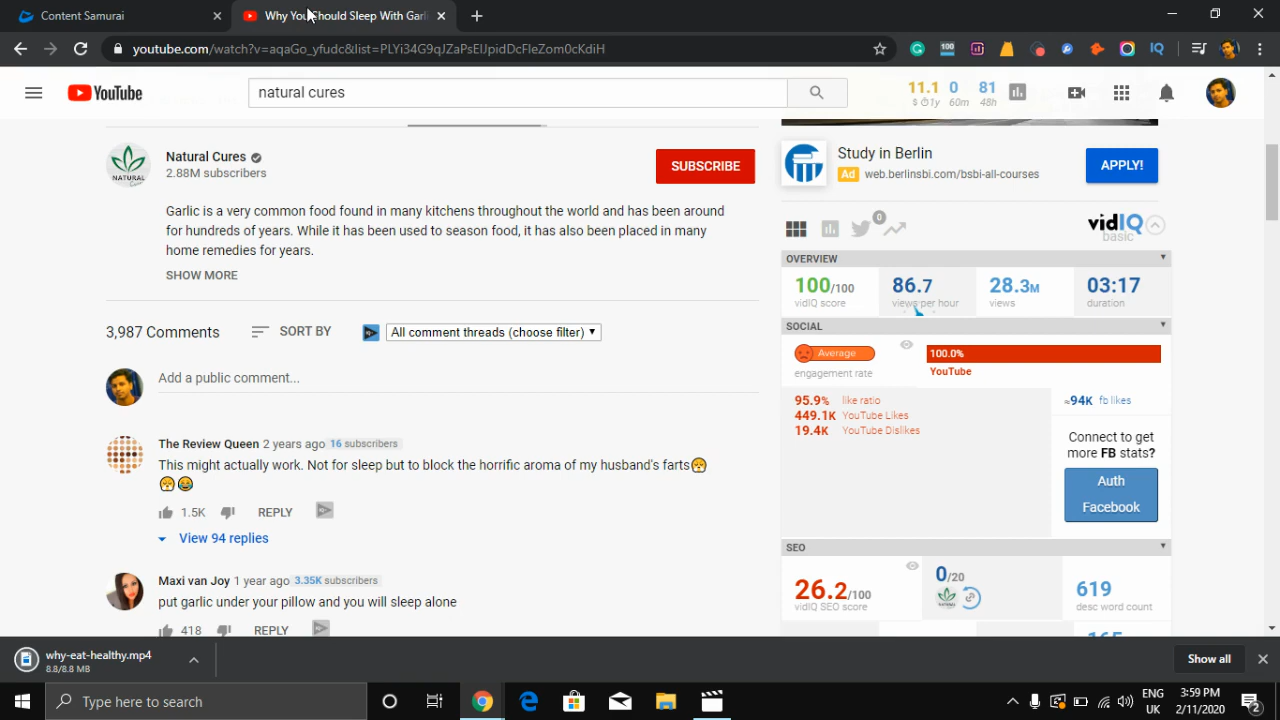 Content Samurai
Why You Should Sleep With Garli
youtube.com/watch?v=aqaGo_yfudc&list=PLYi34G9qJZaPsEUpidDcFleZom0cKdiH
100
IQ
YouTube
natural cures
11.1 0 81
$ 1y 60m 48h
Natural Cures
2.88M subscribers
SUBSCRIBE
Garlic is a very common food found in many kitchens throughout the world and has been around
for hundreds of years. While it has been used to season food, it has also been placed in many
home remedies for years.
SHOW MORE
3,987 Comments
SORT BY
All comment threads (choose filter)
Add a public comment...
The Review Queen 2 years ago 16 subscribers
This might actually work. Not for sleep but to block the horrific aroma of my husband's farts
1.5K REPLY
View 94 replies
Maxi van Joy 1 year ago 3.35K subscribers
put garlic under your pillow and you will sleep alone
418 REPLY
Study in Berlin
Ad web.berlinsbi.com/bsbi-all-courses
APPLY!
0
vidIQ
basic
OVERVIEW
100/100 86.7 28.3M 03:17
vidIQ score views per hour views duration
SOCIAL
Average
engagement rate
100.0%
YouTube
95.9% like ratio
449.1K YouTube Likes
19.4K YouTube Dislikes
≈94K fb likes
Connect to get
more FB stats?
Auth
Facebook
SEO
26.2/100
vidIQ SEO score
0/20
619
desc word count
165
why-eat-healthy.mp4
8.8/8.8 MB
Show all
Type here to search
ENG
UK
3:59 PM
2/11/2020
2